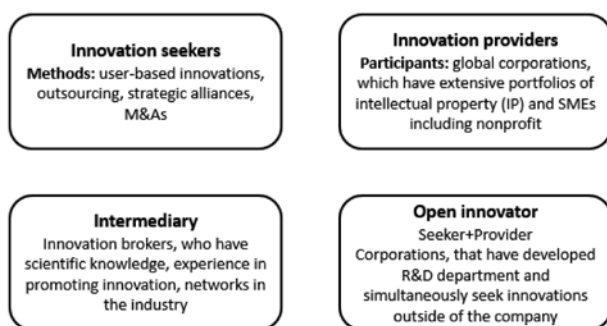 Innovation seekers
Methods: user-based innovations,
outsourcing, strategic alliances,
M&As
Innovation providers
Participants: global corporations,
which have extensive portfolios of
intellectual property (IP) and SMEs
including nonprofit
Intermediary
Innovation brokers, who have
scientific knowledge, experience in
promoting innovation, networks in
the industry
Open innovator
Seeker+Provider
Corporations, that have developed
R&D department and
simultaneously seek innovations
outside of the company